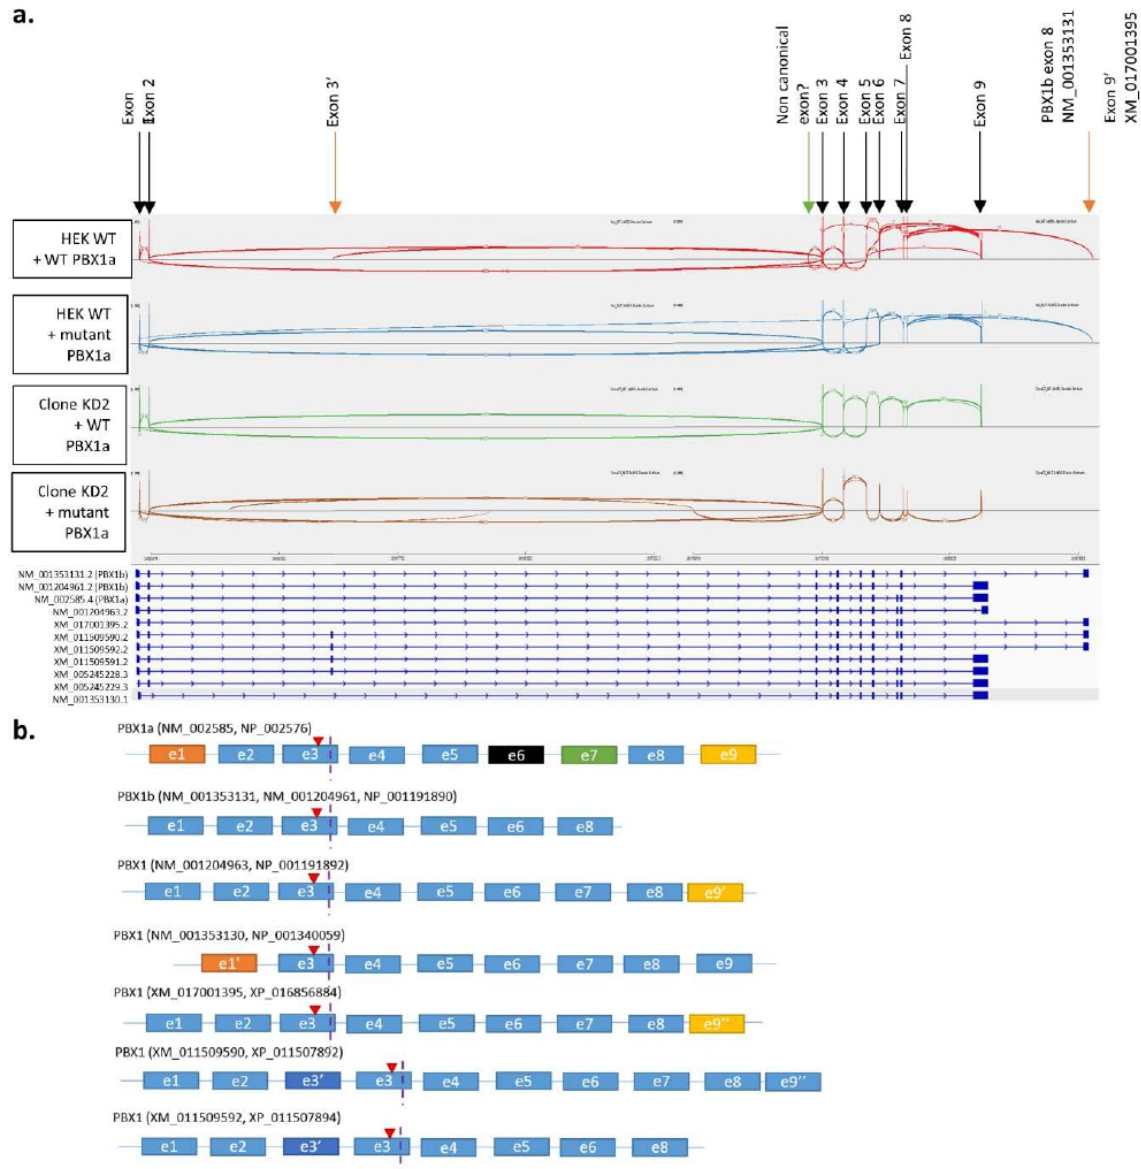 a.
Exon 1
Exon 2
Exon 3'
Non canonical
exon?
Exon 3
Exon 4
Exon 5
Exon 6
Exon 7
Exon 8
Exon 9
PBX1b exon 8
NM_001353131
Exon 9'
XM_017001395
HEK WT
+ WT PBX1a
HEK WT
+ mutant
PBX1a
Clone KD2
+ WT
PBX1a
Clone KD2
+ mutant
PBX1a
NM_001353131.2 (PBX1b)
NM_001204961.2 (PBX1b)
NM_002585.4 (PBX1a)
NM_001204963.2
XM_017001395.2
XM_011509590.2
XM_011509592.2
XM_011509591.2
XM_005245228.3
XM_005245229.3
NM_001353130.1
b.
PBX1a (NM_002585, NP_002576)
e1 e2 e3 e4 e5 e6 e7 e8 e9
PBX1b (NM_001353131, NM_001204961, NP_001191890)
e1 e2 e3 e4 e5 e6 e8
PBX1 (NM_001204963, NP_001191892)
e1 e2 e3 e4 e5 e6 e7 e8 e9'
PBX1 (NM_001353130, NP_001340059)
e1' e3 e4 e5 e6 e7 e8 e9
PBX1 (XM_017001395, XP_016856884)
e1 e2 e3 e4 e5 e6 e7 e8 e9''
PBX1 (XM_011509590, XP_011507892)
e1 e2 e3' e3 e4 e5 e6 e7 e8 e9''
PBX1 (XM_011509592, XP_011507894)
e1 e2 e3' e3 e4 e5 e6 e8